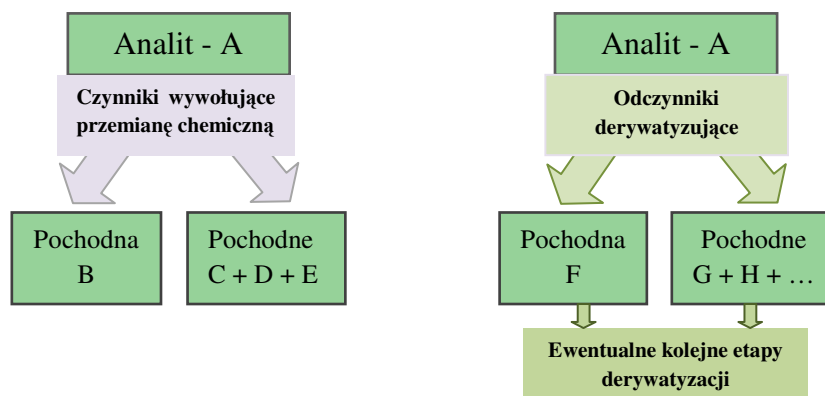 Analit - A
Czynniki wywołujące
przemianę chemiczną
Pochodna
B
Pochodne
C + D + E
Analit - A
Odczynniki
derywatyzujące
Pochodna
F
Pochodne
G + H + …
Ewentualne kolejne etapy
derywatyzacji